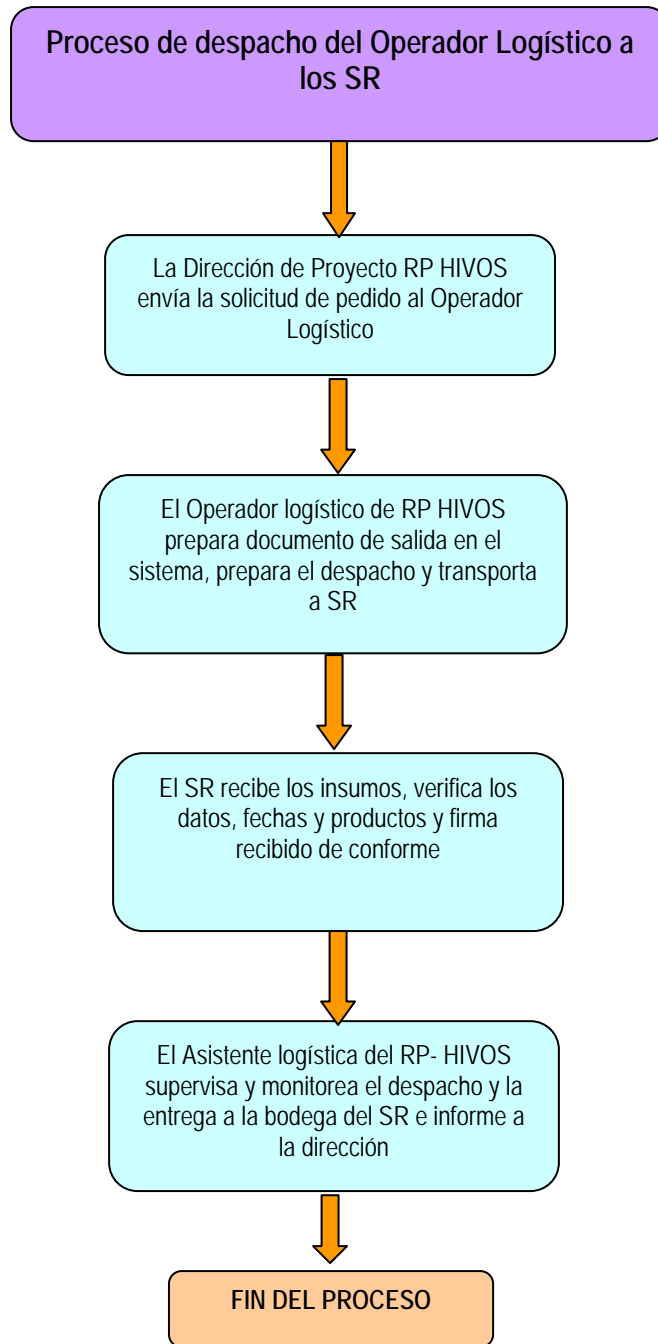 Proceso de despacho del Operador Logístico a
los SR
La Dirección de Proyecto RP HIVOS
envía la solicitud de pedido al Operador
Logístico
El Operador logístico de RP HIVOS
prepara documento de salida en el
sistema, prepara el despacho y transporta
a SR
El SR recibe los insumos, verifica los
datos, fechas y productos y firma
recibido de conforme
El Asistente logística del RP- HIVOS
supervisa y monitorea el despacho y la
entrega a la bodega del SR e informe a
la dirección
FIN DEL PROCESO